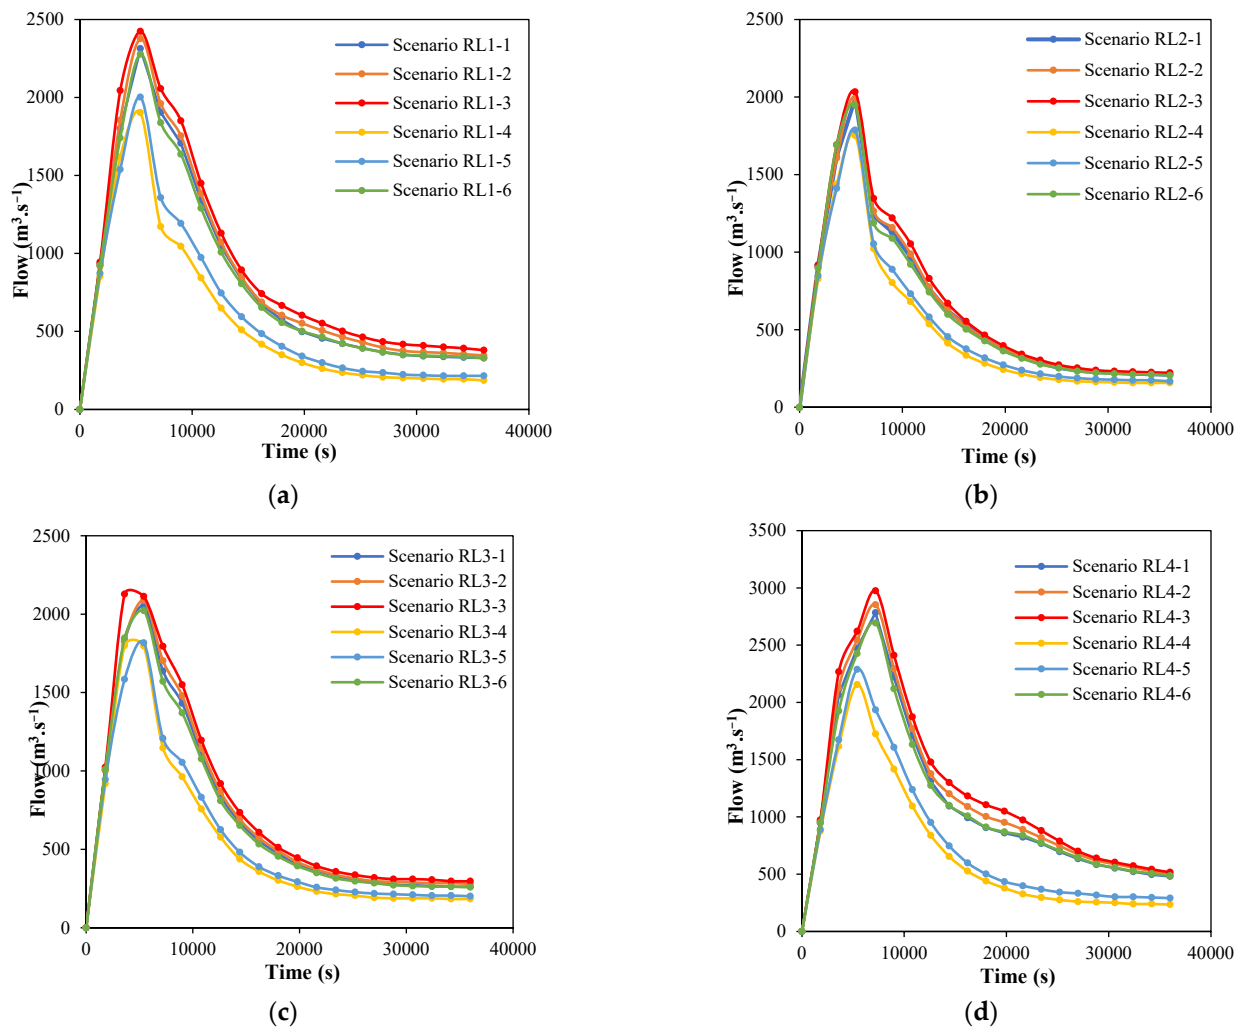 2500
2000
1500
1000
500
0
Flow (m³.s⁻¹)
Scenario RL1-1
Scenario RL1-2
Scenario RL1-3
Scenario RL1-4
Scenario RL1-5
Scenario RL1-6
0 10000 20000 30000 40000
Time (s)
(a)
2500
2000
1500
1000
500
0
Flow (m³.s⁻¹)
Scenario RL2-1
Scenario RL2-2
Scenario RL2-3
Scenario RL2-4
Scenario RL2-5
Scenario RL2-6
0 10000 20000 30000 40000
Time (s)
(b)
2500
2000
1500
1000
500
0
Flow (m³.s⁻¹)
Scenario RL3-1
Scenario RL3-2
Scenario RL3-3
Scenario RL3-4
Scenario RL3-5
Scenario RL3-6
0 10000 20000 30000 40000
Time (s)
(c)
3500
3000
2500
2000
1500
1000
500
0
Flow (m³.s⁻¹)
Scenario RL4-1
Scenario RL4-2
Scenario RL4-3
Scenario RL4-4
Scenario RL4-5
Scenario RL4-6
0 10000 20000 30000 40000
Time (s)
(d)